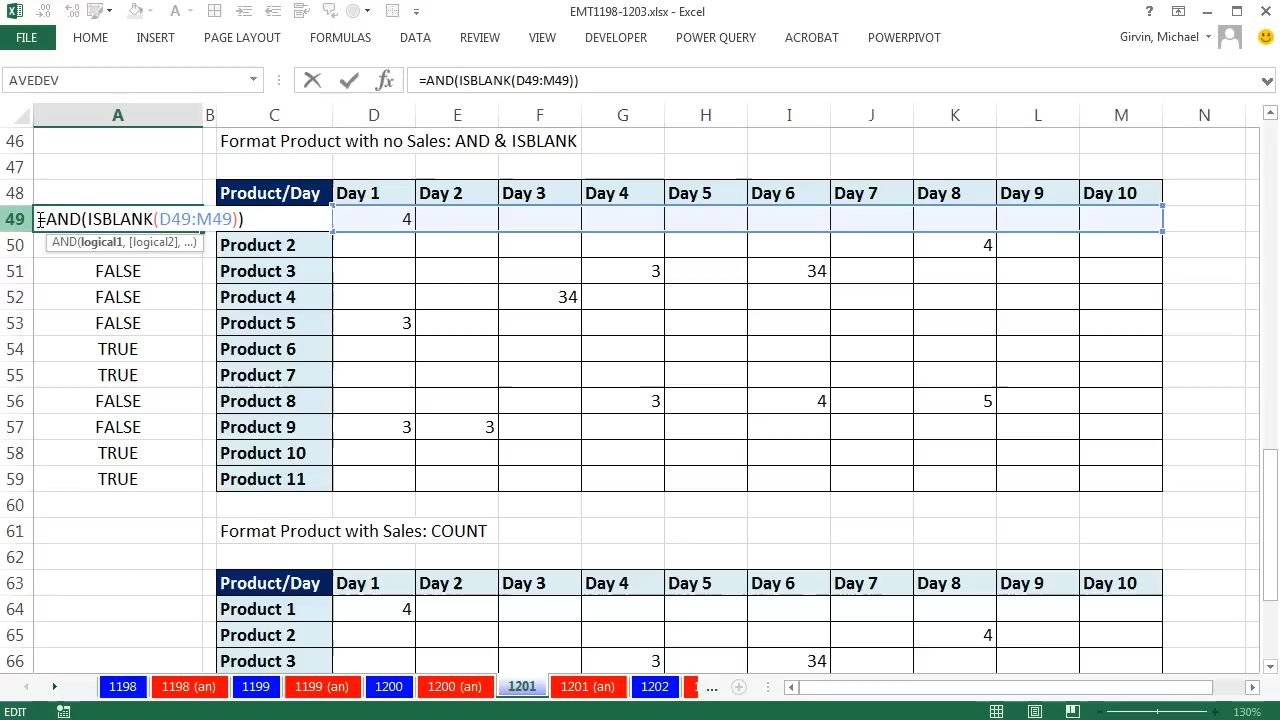 EMT1198-1203.xlsx - Excel
FILE HOME INSERT PAGE LAYOUT FORMULAS DATA REVIEW VIEW DEVELOPER POWER QUERY ACROBAT POWERPIVOT Girvin, Michael
AVEDEV fx =AND(ISBLANK(D49:M49))
A B C D E F G H I J K L M N
46 Format Product with no Sales: AND & ISBLANK
47
48 Product/Day Day 1 Day 2 Day 3 Day 4 Day 5 Day 6 Day 7 Day 8 Day 9 Day 10
49 =AND(ISBLANK(D49:M49)) 4
AND(logical1, [logical2], ...)
50 Product 2 4
51 FALSE Product 3 3 34
52 FALSE Product 4 34
53 FALSE Product 5 3
54 TRUE Product 6
55 TRUE Product 7
56 FALSE Product 8 3 4 5
57 FALSE Product 9 3 3
58 TRUE Product 10
59 TRUE Product 11
60
61 Format Product with Sales: COUNT
62
63 Product/Day Day 1 Day 2 Day 3 Day 4 Day 5 Day 6 Day 7 Day 8 Day 9 Day 10
64 Product 1 4
65 Product 2 4
66 Product 3 3 34
1198 1198 (an) 1199 1199 (an) 1200 1200 (an) 1201 1201 (an) 1202 1 ...
EDIT 130%